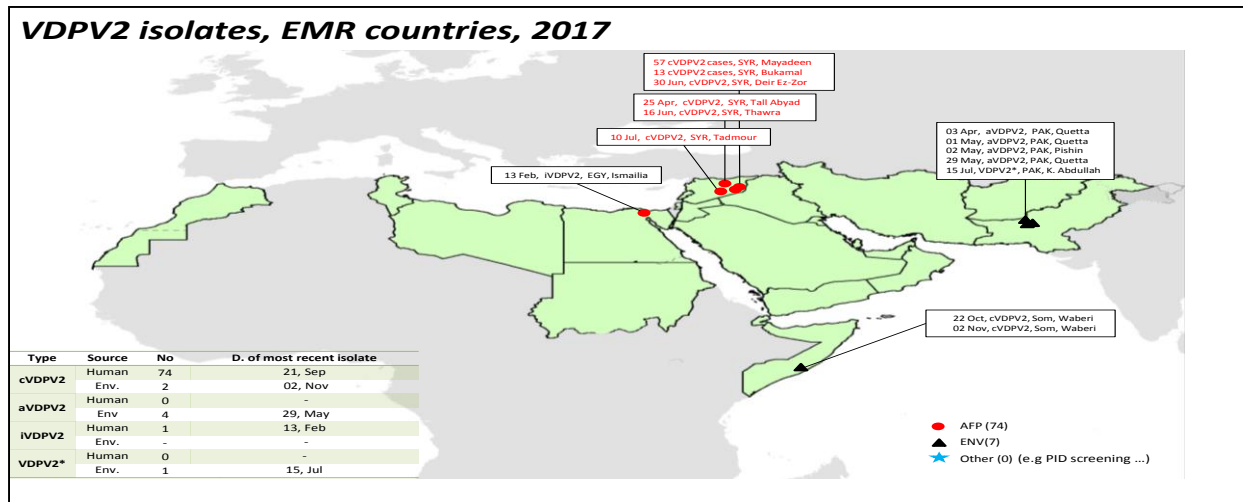 VDPV2 isolates, EMR countries, 2017
57 cVDPV2 cases, SYR, Mayadeen
13 cVDPV2 cases, SYR, Bukamal
30 Jun, cVDPV2, SYR, Deir Ez-Zor
25 Apr, cVDPV2, SYR, Tall Abyad
16 Jun, cVDPV2, SYR, Thawra
10 Jul, cVDPV2, SYR, Tadmour
13 Feb, iVDPV2, EGY, Ismailia
03 Apr, aVDPV2, PAK, Quetta
01 May, aVDPV2, PAK, Quetta
02 May, aVDPV2, PAK, Pishin
29 May, aVDPV2, PAK, Quetta
15 Jul, VDPV2*, PAK, K. Abdullah
22 Oct, cVDPV2, Som, Waberi
02 Nov, cVDPV2, Som, Waberi
Type Source No D. of most recent isolate
cVDPV2 Human 74 21, Sep
Env. 2 02, Nov
aVDPV2 Human 0 -
Env 4 29, May
iVDPV2 Human 1 13, Feb
Env. - -
VDPV2* Human 0 -
Env. 1 15, Jul
AFP (74)
ENV(7)
Other (0) (e.g PID screening ...)